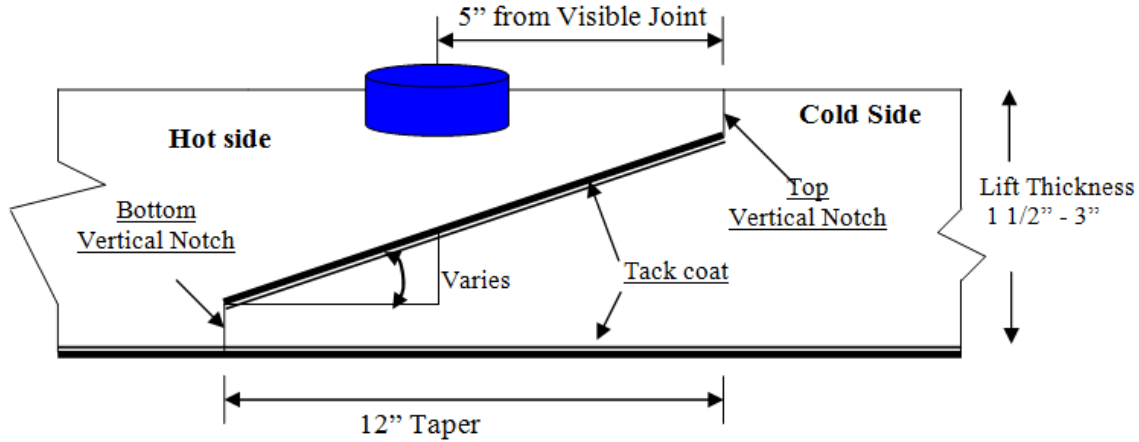 5” from Visible Joint
Hot side
Cold Side
Bottom
Vertical Notch
Top
Vertical Notch
Lift Thickness
1 1/2” - 3”
Varies
Tack coat
12” Taper